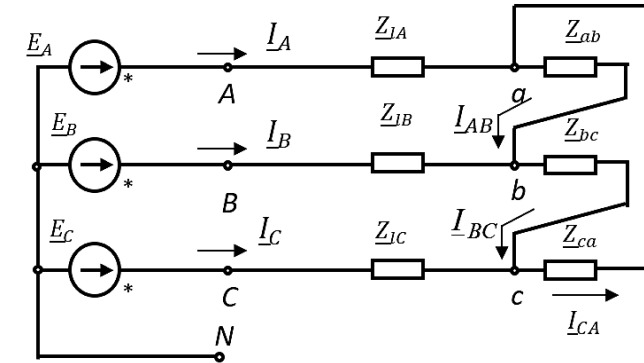 E_A * I_A A Z_lA a Z_ab
E_B * I_B B Z_lB I_AB b Z_bc
E_C * I_C C Z_lC I_BC c Z_ca
I_CA
N